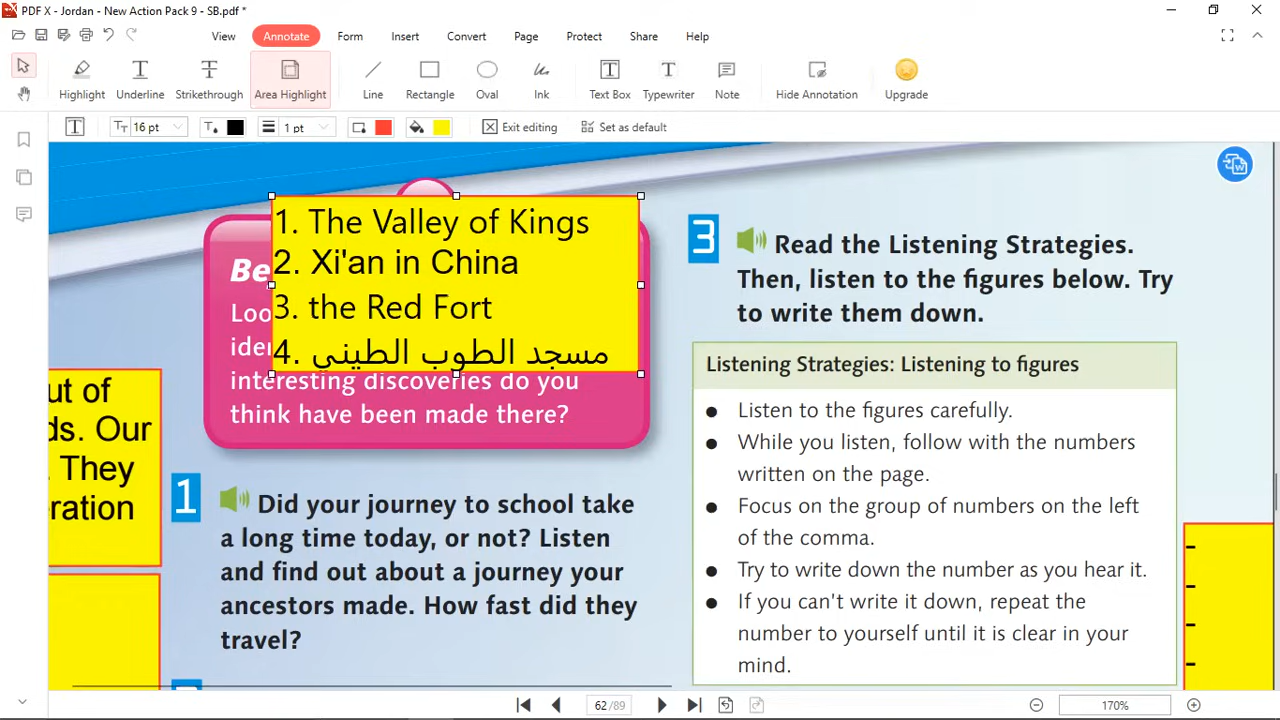 PDF X - Jordan - New Action Pack 9 - SB.pdf *
View Annotate Form Insert Convert Page Protect Share Help
Highlight Underline Strikethrough Area Highlight Line Rectangle Oval Ink Text Box Typewriter Note Hide Annotation Upgrade
16 pt 1 pt Exit editing Set as default
1. The Valley of Kings
2. Xi'an in China
3. the Red Fort
4. مسجد الطوب الطيني
Be
Loo
ider
interesting discoveries do you
think have been made there?
ut of
ds. Our
. They
ration
1 Did your journey to school take
a long time today, or not? Listen
and find out about a journey your
ancestors made. How fast did they
travel?
3 Read the Listening Strategies.
Then, listen to the figures below. Try
to write them down.
Listening Strategies: Listening to figures
● Listen to the figures carefully.
● While you listen, follow with the numbers
written on the page.
● Focus on the group of numbers on the left
of the comma.
● Try to write down the number as you hear it.
● If you can't write it down, repeat the
number to yourself until it is clear in your
mind.
-
-
-
62 /89
170%